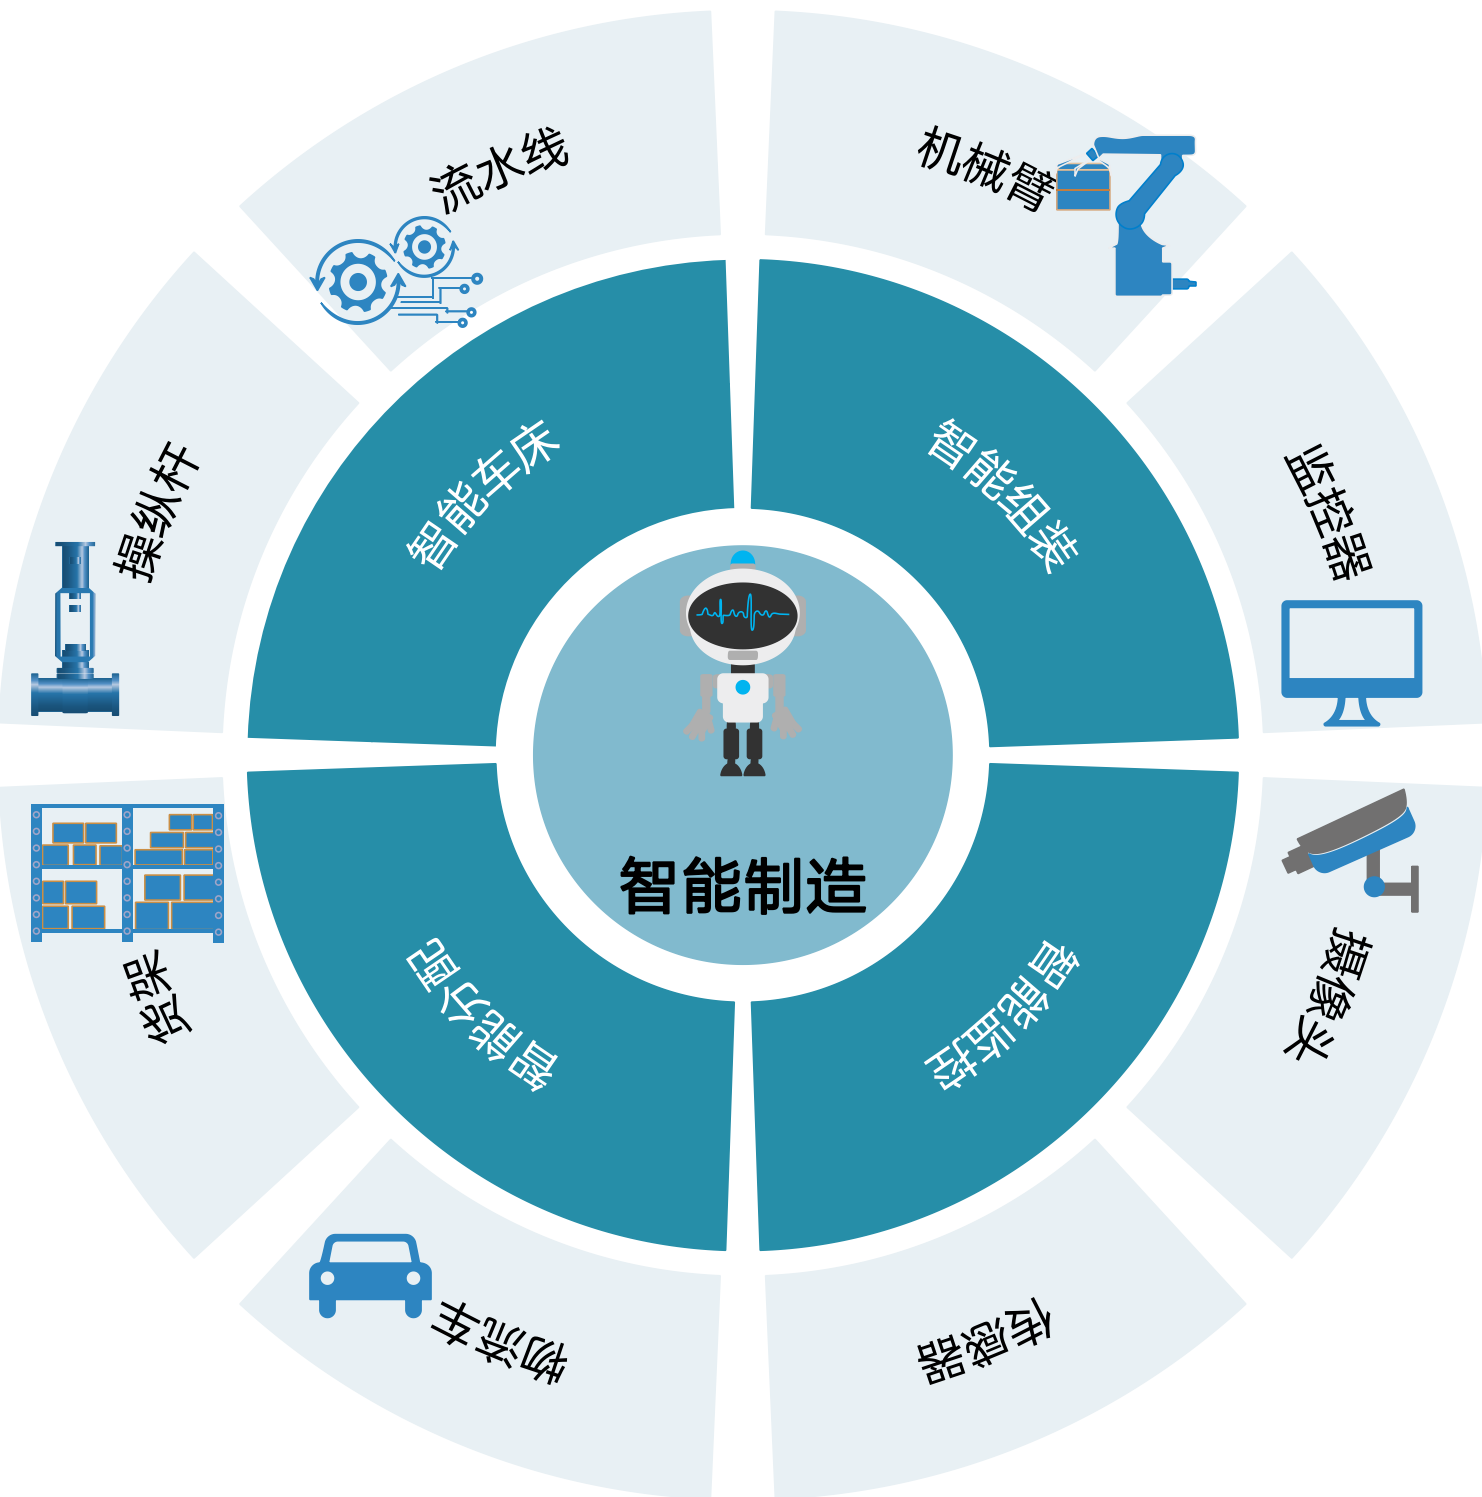 流水线
机械臂
操纵杆
监控器
智能车床
智能组装
智能制造
智能分配
智能监控
货架
摄像头
物流车
传感器